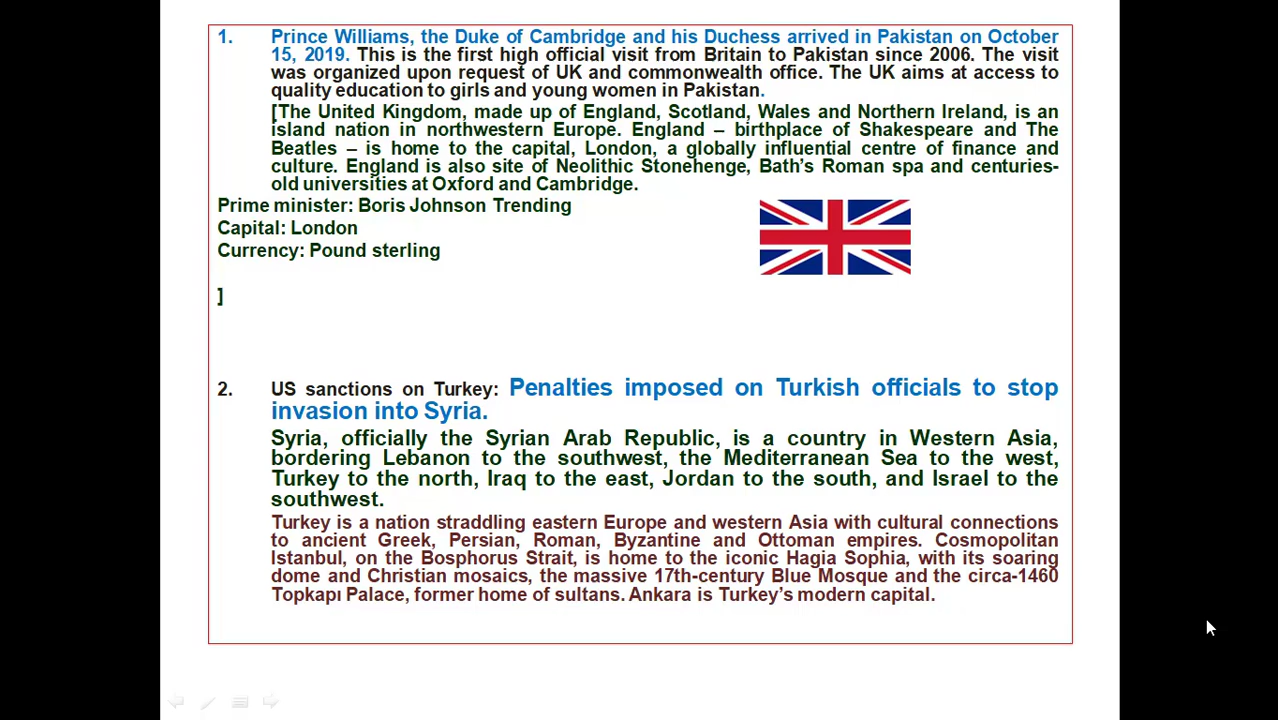 1. Prince Williams, the Duke of Cambridge and his Duchess arrived in Pakistan on October
15, 2019. This is the first high official visit from Britain to Pakistan since 2006. The visit
was organized upon request of UK and commonwealth office. The UK aims at access to
quality education to girls and young women in Pakistan.
[The United Kingdom, made up of England, Scotland, Wales and Northern Ireland, is an
island nation in northwestern Europe. England – birthplace of Shakespeare and The
Beatles – is home to the capital, London, a globally influential centre of finance and
culture. England is also site of Neolithic Stonehenge, Bath's Roman spa and centuries-
old universities at Oxford and Cambridge.
Prime minister: Boris Johnson Trending
Capital: London
Currency: Pound sterling
]
2. US sanctions on Turkey: Penalties imposed on Turkish officials to stop
invasion into Syria.
Syria, officially the Syrian Arab Republic, is a country in Western Asia,
bordering Lebanon to the southwest, the Mediterranean Sea to the west,
Turkey to the north, Iraq to the east, Jordan to the south, and Israel to the
southwest.
Turkey is a nation straddling eastern Europe and western Asia with cultural connections
to ancient Greek, Persian, Roman, Byzantine and Ottoman empires. Cosmopolitan
Istanbul, on the Bosphorus Strait, is home to the iconic Hagia Sophia, with its soaring
dome and Christian mosaics, the massive 17th-century Blue Mosque and the circa-1460
Topkapı Palace, former home of sultans. Ankara is Turkey's modern capital.